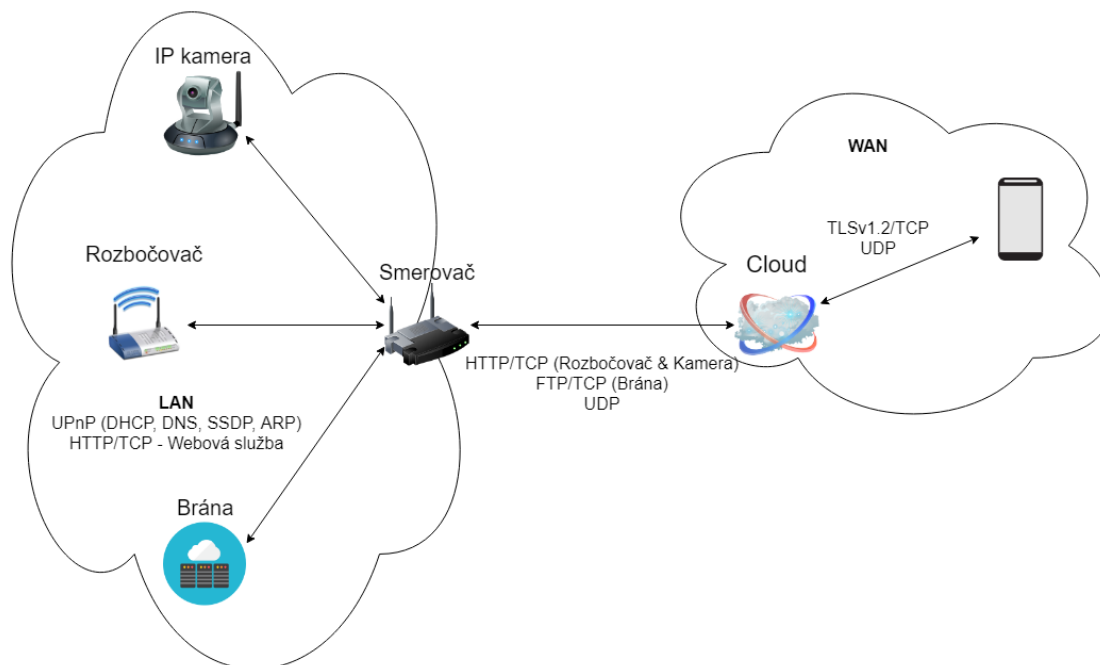 IP kamera
Rozbočovač
Smerovač
LAN
UPnP (DHCP, DNS, SSDP, ARP)
HTTP/TCP - Webová služba
Brána
HTTP/TCP (Rozbočovač & Kamera)
FTP/TCP (Brána)
UDP
WAN
TLSv1.2/TCP
UDP
Cloud